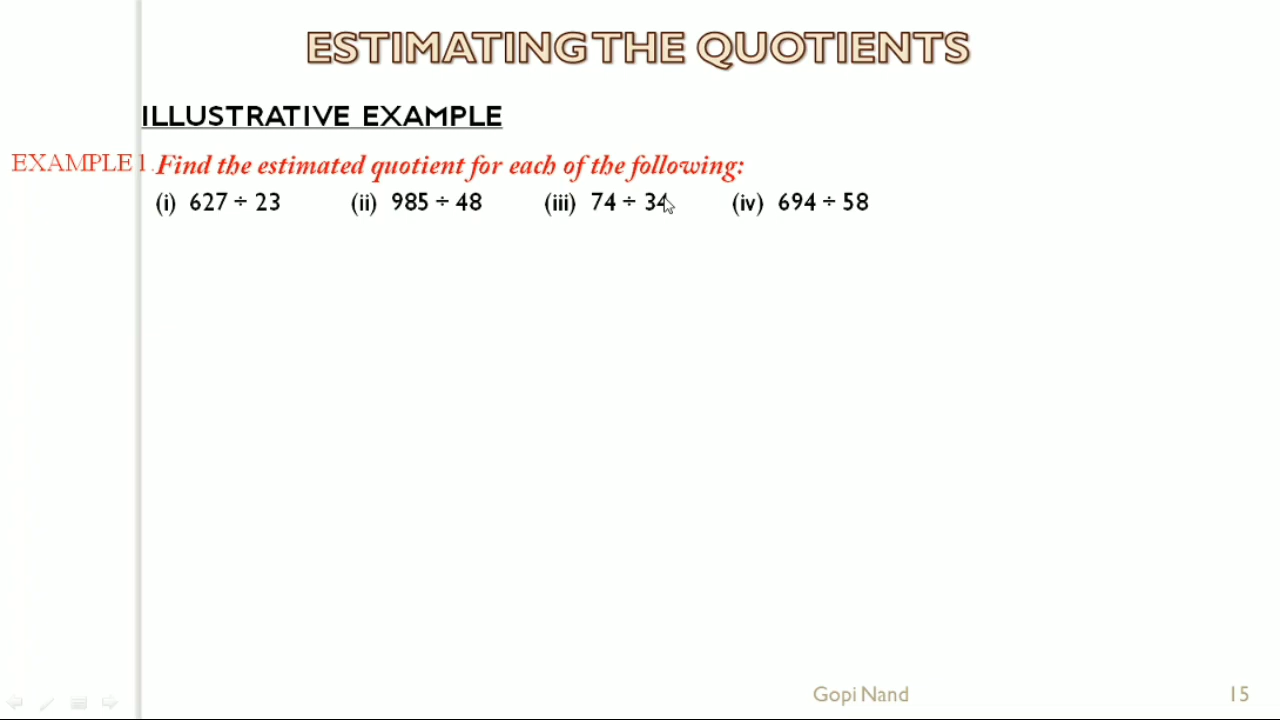 ESTIMATING THE QUOTIENTS
ILLUSTRATIVE EXAMPLE
EXAMPLE 1. Find the estimated quotient for each of the following:
(i) 627 ÷ 23 (ii) 985 ÷ 48 (iii) 74 ÷ 34 (iv) 694 ÷ 58
Gopi Nand 15